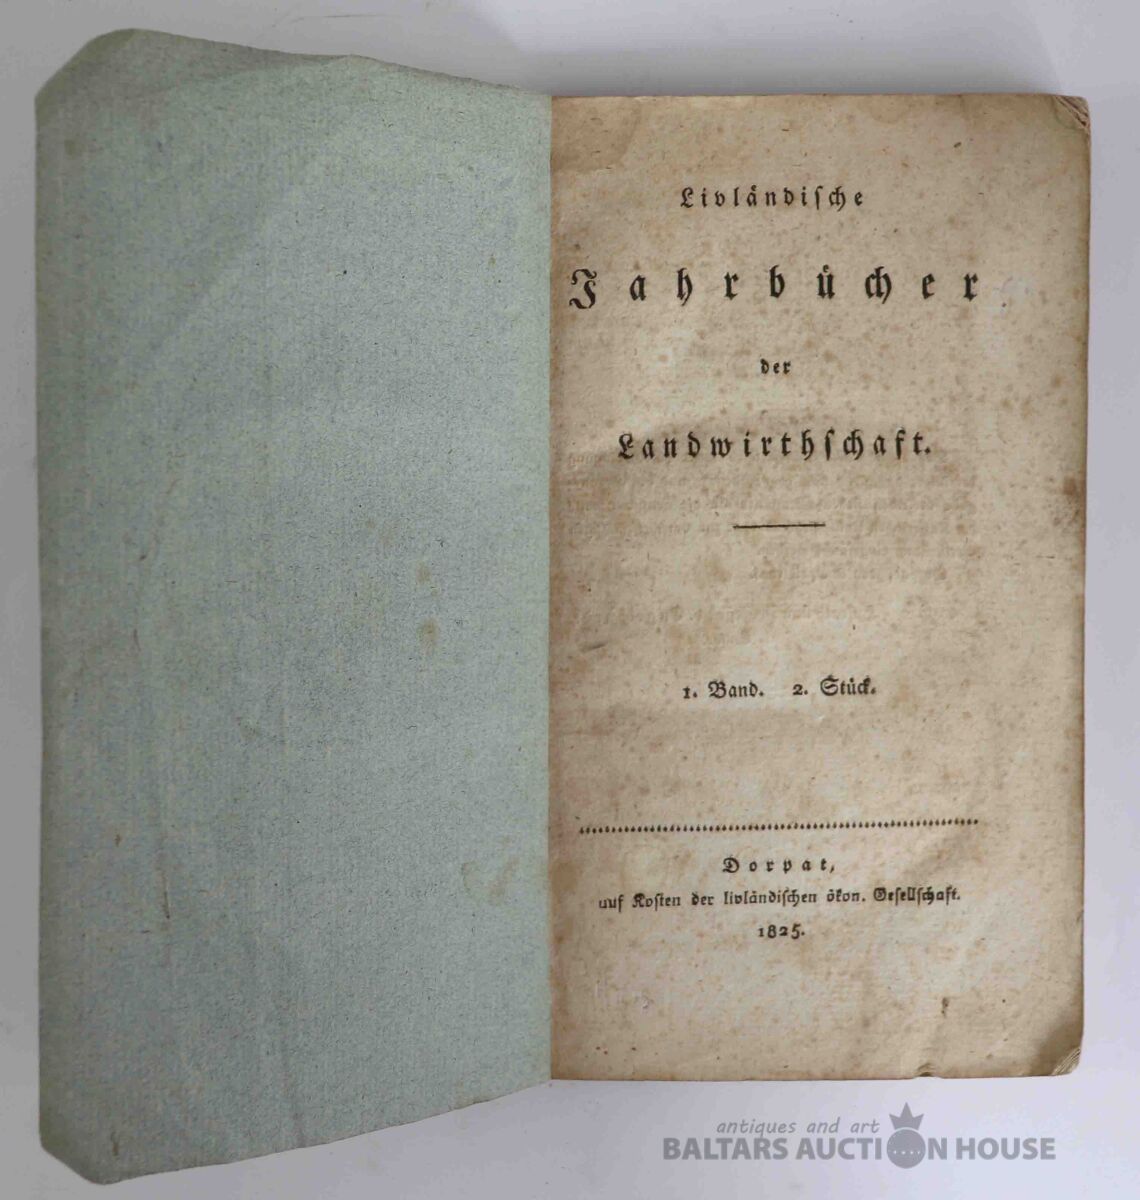 Livländische
Jahrbücher
der
Landwirthschaft.
1. Band. 2. Stück.
Dorpat,
auf Kosten der livländischen ökon. Gesellschaft.
1825.
antiques and art
BALTARS AUCTION HOUSE